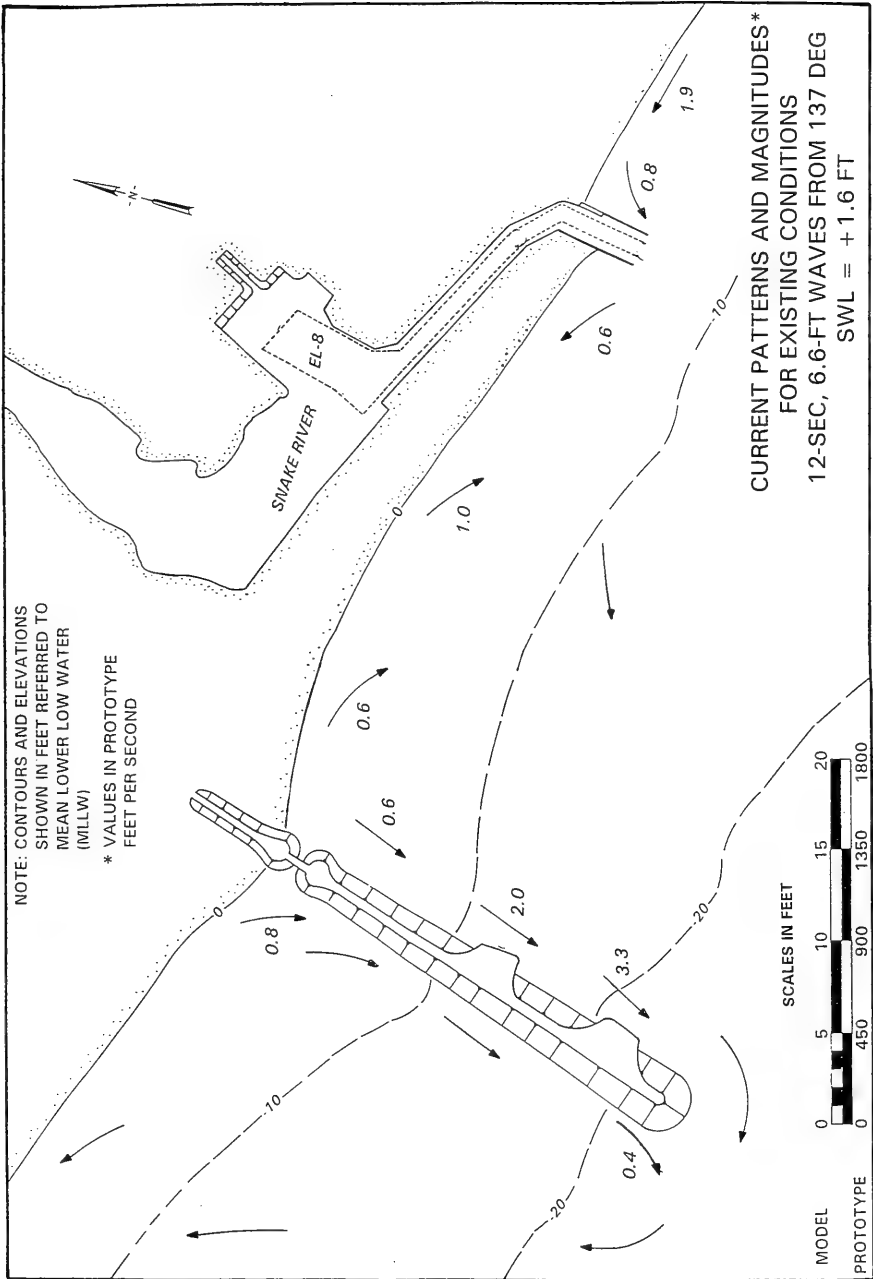 NOTE: CONTOURS AND ELEVATIONS
SHOWN IN FEET REFERRED TO
MEAN LOWER LOW WATER
(MLLW)
* VALUES IN PROTOTYPE
FEET PER SECOND
-N-
SNAKE RIVER
EL-8
0
0
-10
-10
-20
-20
0.8
0.6
0.6
1.0
0.6
0.8
1.9
2.0
3.3
0.4
SCALES IN FEET
MODEL 0 5 10 15 20
PROTOTYPE 0 450 900 1350 1800
CURRENT PATTERNS AND MAGNITUDES*
FOR EXISTING CONDITIONS
12-SEC, 6.6-FT WAVES FROM 137 DEG
SWL = +1.6 FT